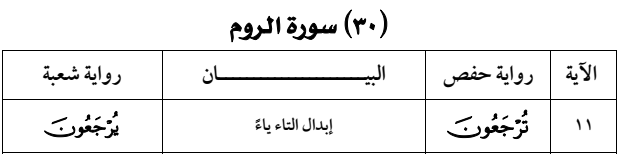 (٣٠) سورة الروم
الآية رواية حفص البيـــــــــــــان رواية شعبة
١١ تُرْجَعُونَ إبدال التاء ياءً يُرْجَعُونَ